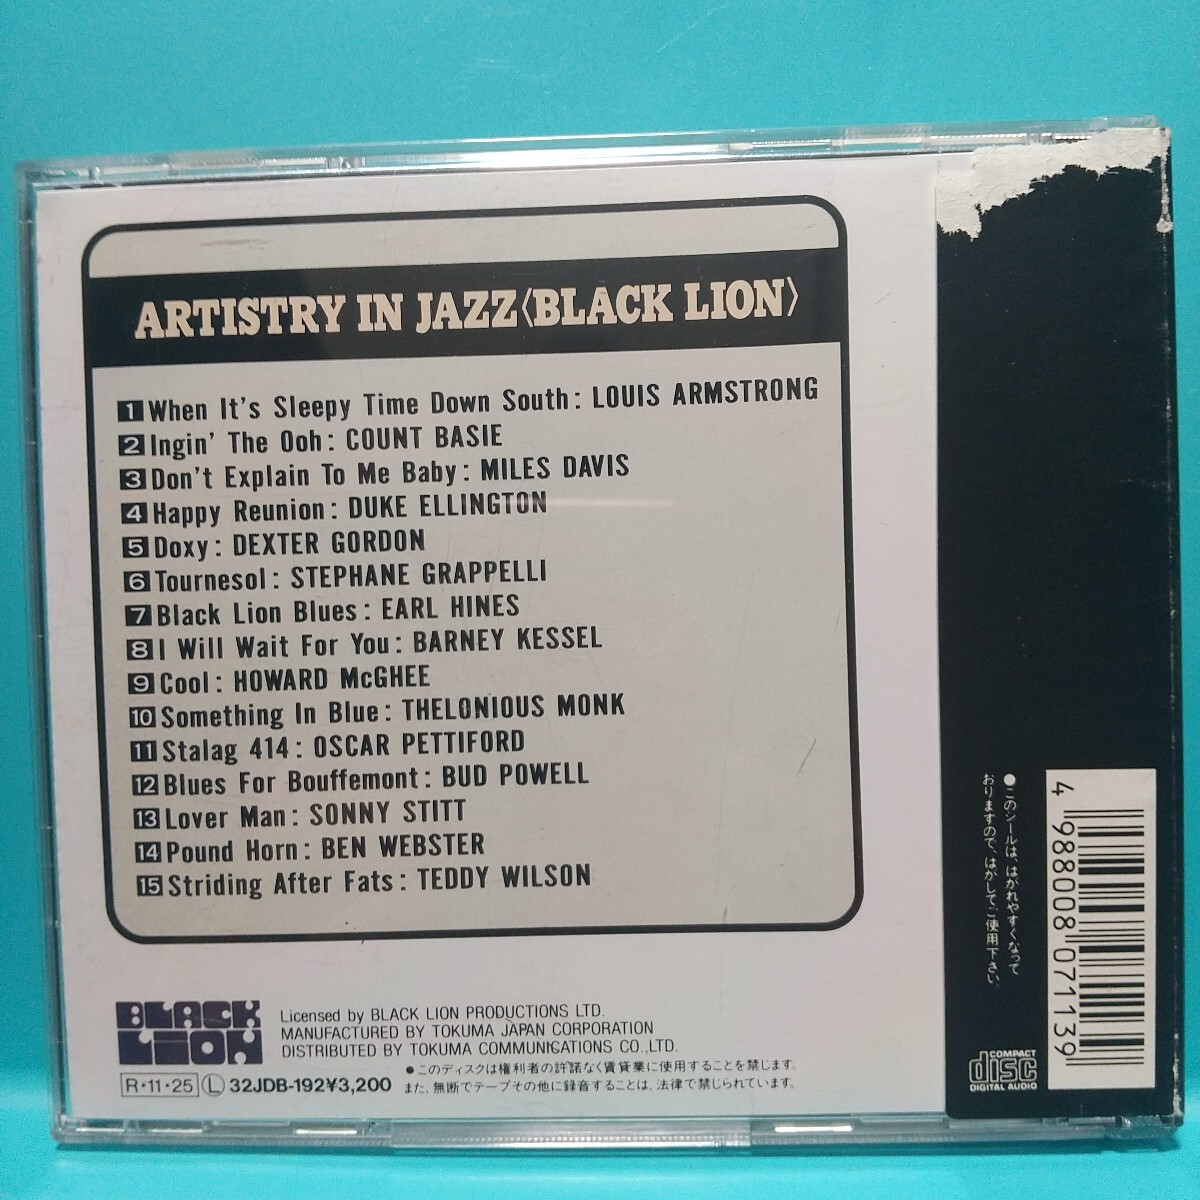 ARTISTRY IN JAZZ〈BLACK LION〉
1 When It's Sleepy Time Down South: LOUIS ARMSTRONG
2 Ingin' The Ooh: COUNT BASIE
3 Don't Explain To Me Baby: MILES DAVIS
4 Happy Reunion: DUKE ELLINGTON
5 Doxy: DEXTER GORDON
6 Tournesol: STEPHANE GRAPPELLI
7 Black Lion Blues: EARL HINES
8 I Will Wait For You: BARNEY KESSEL
9 Cool: HOWARD McGHEE
10 Something In Blue: THELONIOUS MONK
11 Stalag 414: OSCAR PETTIFORD
12 Blues For Bouffemont: BUD POWELL
13 Lover Man: SONNY STITT
14 Pound Horn: BEN WEBSTER
15 Striding After Fats: TEDDY WILSON
BLACK
LION
Licensed by BLACK LION PRODUCTIONS LTD.
MANUFACTURED BY TOKUMA JAPAN CORPORATION
DISTRIBUTED BY TOKUMA COMMUNICATIONS CO., LTD.
R・11・25 Ⓛ 32JDB-192 ¥3,200
●このディスクは権利者の許諾なく賃貸業に使用することを禁じます。
また、無断でテープその他に録音することは、法律で禁じられています。
●このシールは、はがれやすくなって
おりますので、はがしてご使用下さい。
4 988008 071139
COMPACT
disc
DIGITAL AUDIO